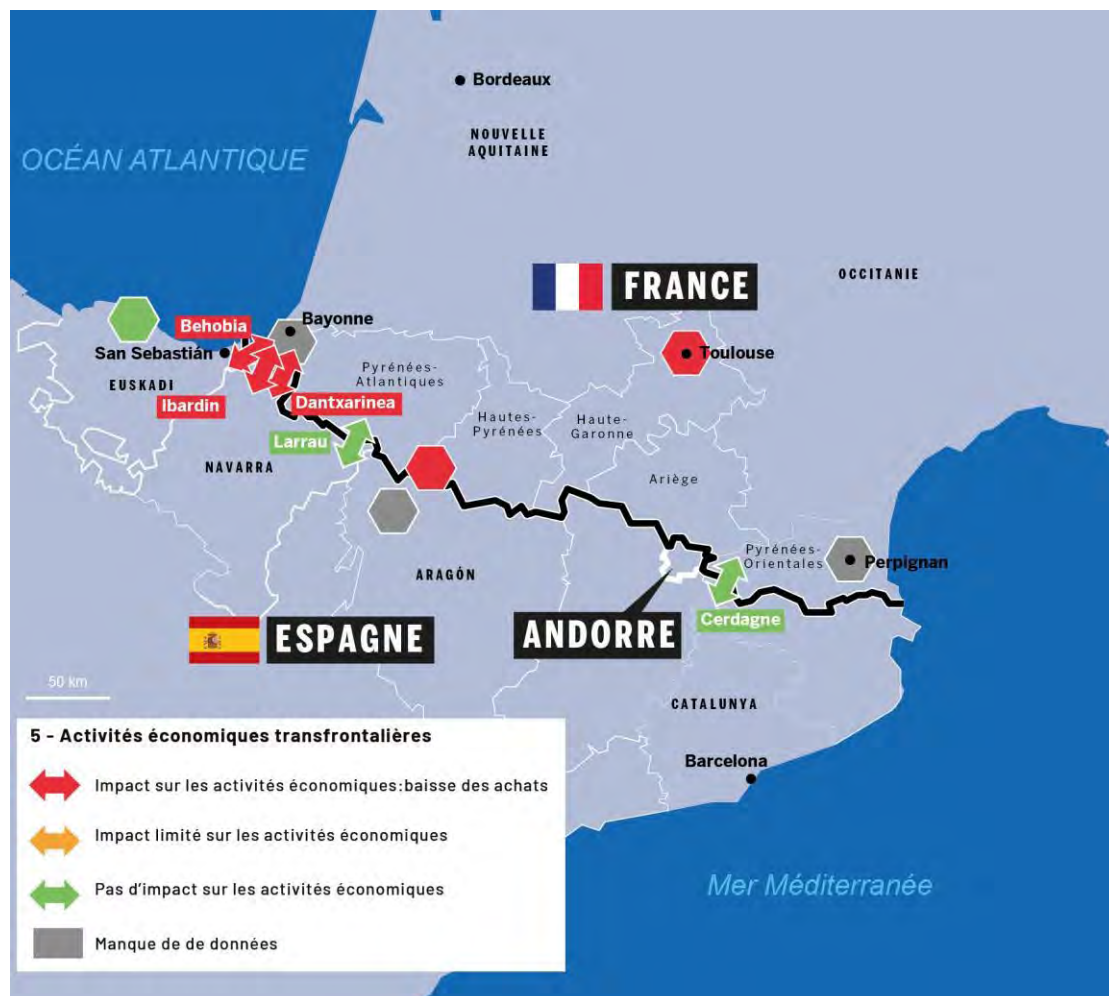 Bordeaux
NOUVELLE
AQUITAINE
OCÉAN ATLANTIQUE
OCCITANIE
FRANCE
Behobia
Bayonne
San Sebastián
Toulouse
Pyrénées-
Atlantiques
EUSKADI
Ibardin
Dantxarinea
Hautes-
Pyrénées
Haute-
Garonne
Larrau
NAVARRA
Ariège
Pyrénées-
Orientales
Perpignan
ARAGÓN
Cerdagne
ESPAGNE
ANDORRE
50 km
CATALUNYA
Barcelona
Mer Méditerranée
5 - Activités économiques transfrontalières
Impact sur les activités économiques:baisse des achats
Impact limité sur les activités économiques
Pas d'impact sur les activités économiques
Manque de de données